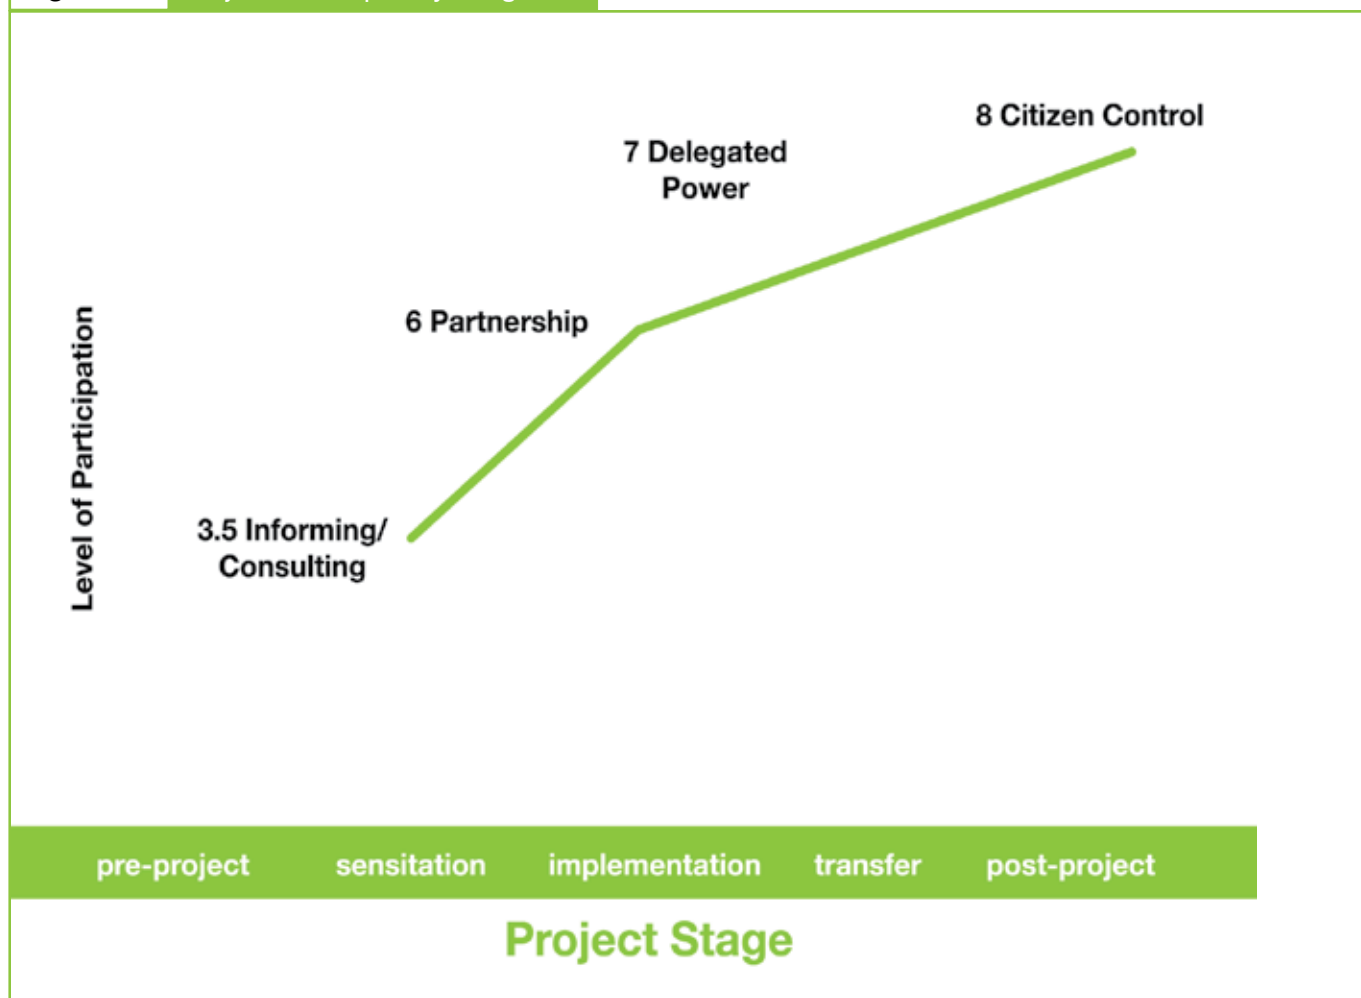 8 Citizen Control
7 Delegated
Power
6 Partnership
Level of Participation
3.5 Informing/
Consulting
pre-project sensitation implementation transfer post-project
Project Stage